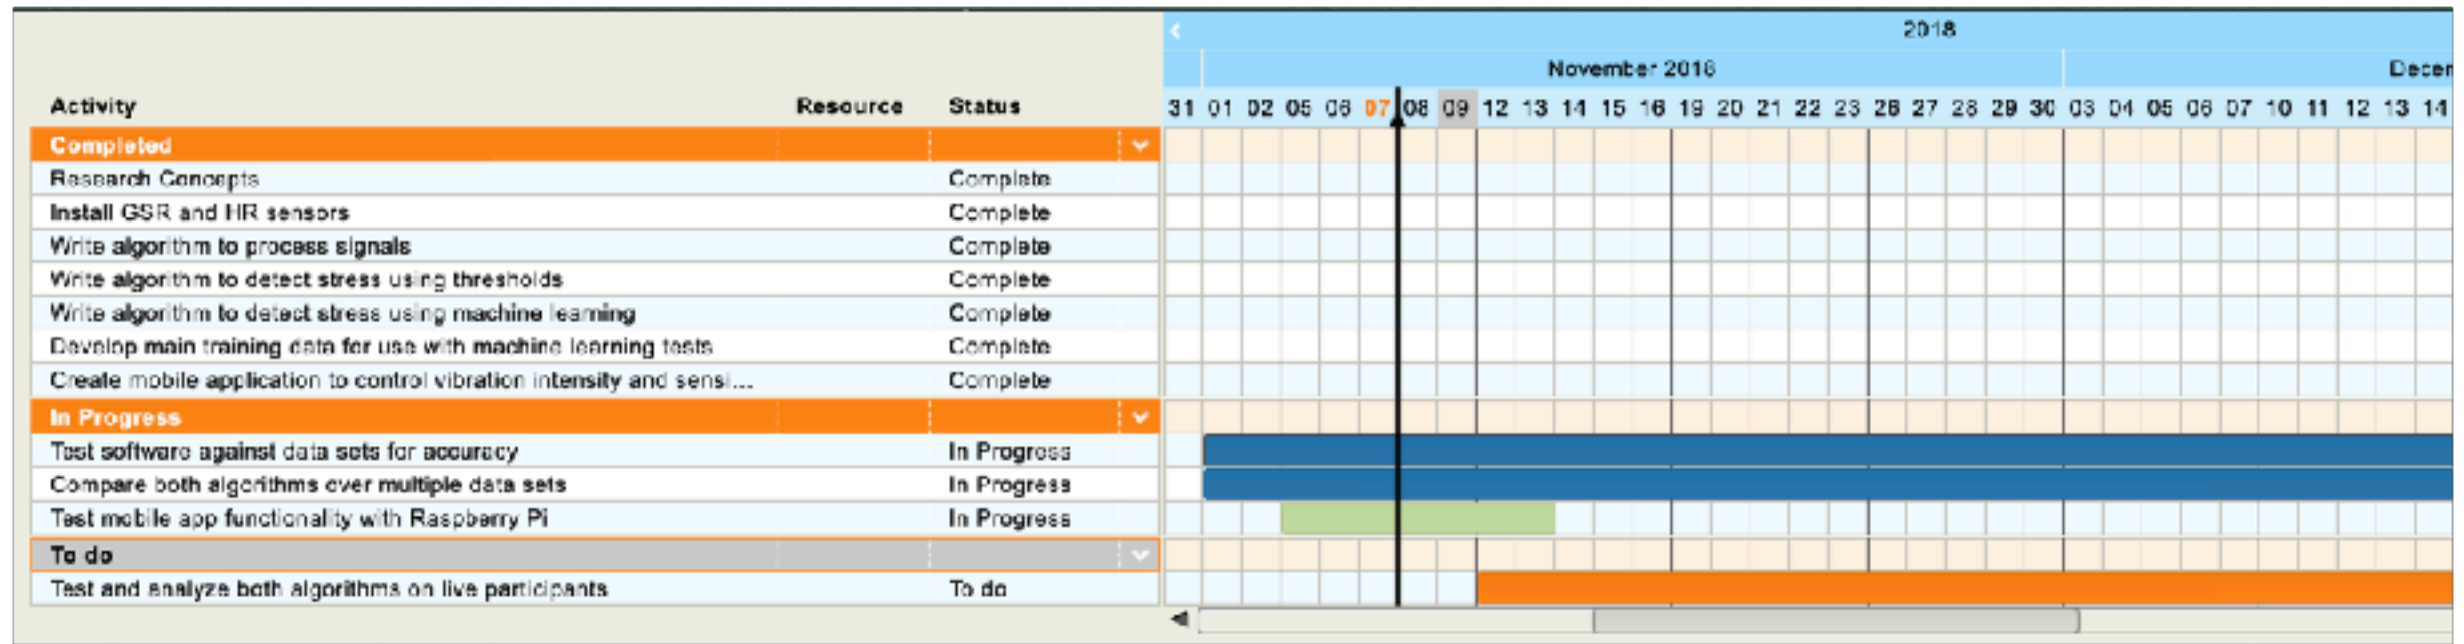 2018
November 2018
Decem
Activity Resource Status 31 01 02 05 06 07 08 09 12 13 14 15 16 19 20 21 22 23 26 27 28 29 30 03 04 05 06 07 10 11 12 13 14
Completed
Research Concepts Complete
Install GSR and HR sensors Complete
Write algorithm to process signals Complete
Write algorithm to detect stress using thresholds Complete
Write algorithm to detect stress using machine learning Complete
Develop main training data for use with machine learning tests Complete
Create mobile application to control vibration intensity and sensi... Complete
In Progress
Test software against data sets for accuracy In Progress
Compare both algorithms over multiple data sets In Progress
Test mobile app functionality with Raspberry Pi In Progress
To do
Test and analyze both algorithms on live participants To do